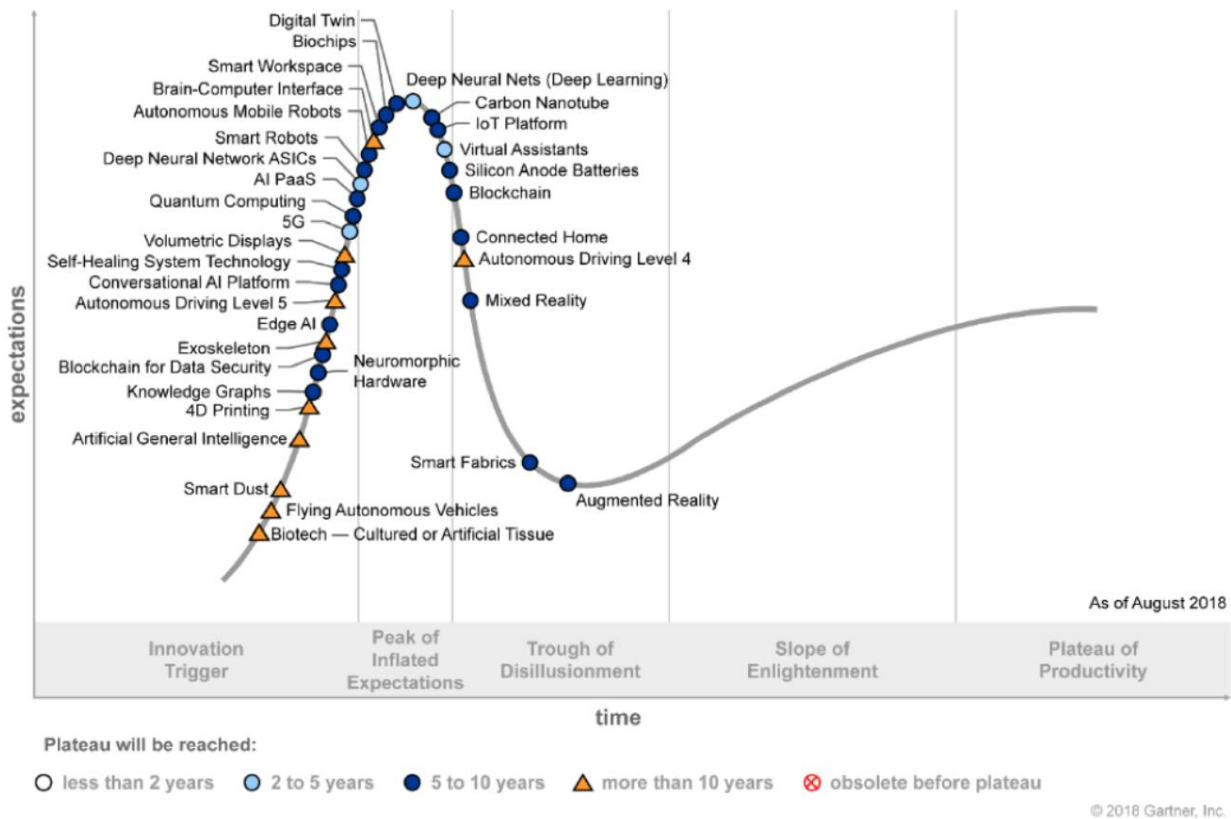 Digital Twin
Biochips
Smart Workspace
Brain-Computer Interface
Autonomous Mobile Robots
Smart Robots
Deep Neural Network ASICs
AI PaaS
Quantum Computing
5G
Volumetric Displays
Self-Healing System Technology
Conversational AI Platform
Autonomous Driving Level 5
Edge AI
Exoskeleton
Blockchain for Data Security
Neuromorphic
Hardware
Knowledge Graphs
4D Printing
Artificial General Intelligence
Smart Dust
Flying Autonomous Vehicles
Biotech — Cultured or Artificial Tissue
Deep Neural Nets (Deep Learning)
Carbon Nanotube
IoT Platform
Virtual Assistants
Silicon Anode Batteries
Blockchain
Connected Home
Autonomous Driving Level 4
Mixed Reality
Smart Fabrics
Augmented Reality
expectations
As of August 2018
Innovation
Trigger
Peak of
Inflated
Expectations
Trough of
Disillusionment
Slope of
Enlightenment
Plateau of
Productivity
time
Plateau will be reached:
less than 2 years
2 to 5 years
5 to 10 years
more than 10 years
obsolete before plateau
© 2018 Gartner, Inc.